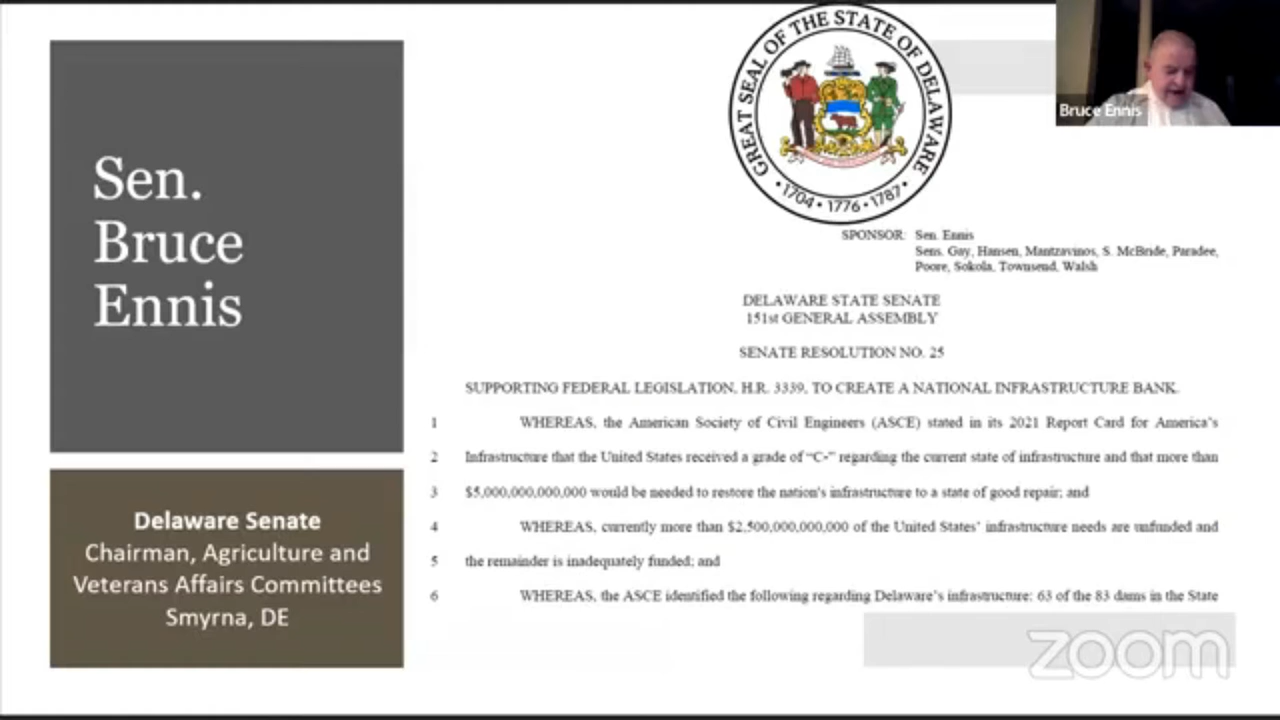 Sen.
Bruce
Ennis
Delaware Senate
Chairman, Agriculture and
Veterans Affairs Committees
Smyrna, DE
GREAT SEAL OF THE STATE OF DELAWARE
• 1704 • 1776 • 1787 •
Bruce Ennis
SPONSOR: Sen. Ennis
Sens. Gay, Hansen, Mantzavinos, S. McBride, Paradee,
Poore, Sokola, Townsend, Walsh
DELAWARE STATE SENATE
151st GENERAL ASSEMBLY
SENATE RESOLUTION NO. 25
SUPPORTING FEDERAL LEGISLATION, H.R. 3339, TO CREATE A NATIONAL INFRASTRUCTURE BANK.
1 WHEREAS, the American Society of Civil Engineers (ASCE) stated in its 2021 Report Card for America's
2 Infrastructure that the United States received a grade of “C-” regarding the current state of infrastructure and that more than
3 $5,000,000,000,000 would be needed to restore the nation's infrastructure to a state of good repair; and
4 WHEREAS, currently more than $2,500,000,000,000 of the United States' infrastructure needs are unfunded and
5 the remainder is inadequately funded; and
6 WHEREAS, the ASCE identified the following regarding Delaware's infrastructure: 63 of the 83 dams in the State
zoom